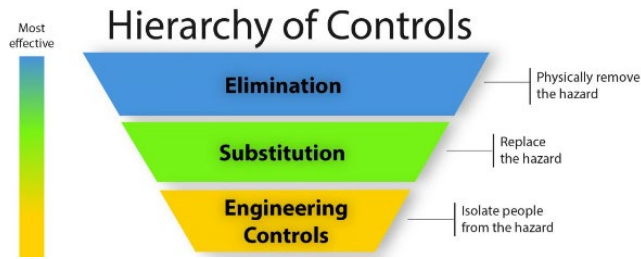 Hierarchy of Controls
Most
effective
Elimination
Physically remove
the hazard
Substitution
Replace
the hazard
Engineering
Controls
Isolate people
from the hazard